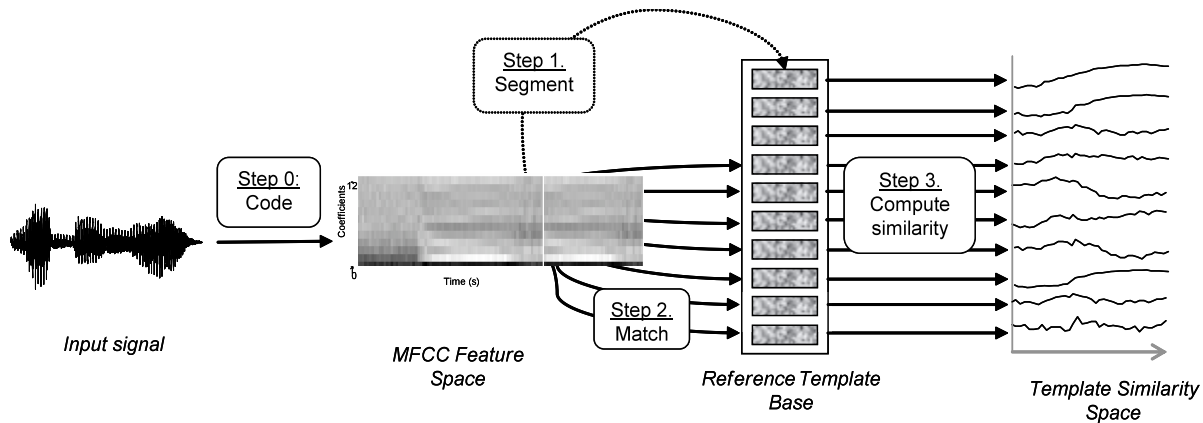 Step 1.
Segment
Step 0:
Code
Step 3.
Compute
similarity
12
Coefficients
0
Time (s)
Step 2.
Match
Input signal
MFCC Feature
Space
Reference Template
Base
Template Similarity
Space